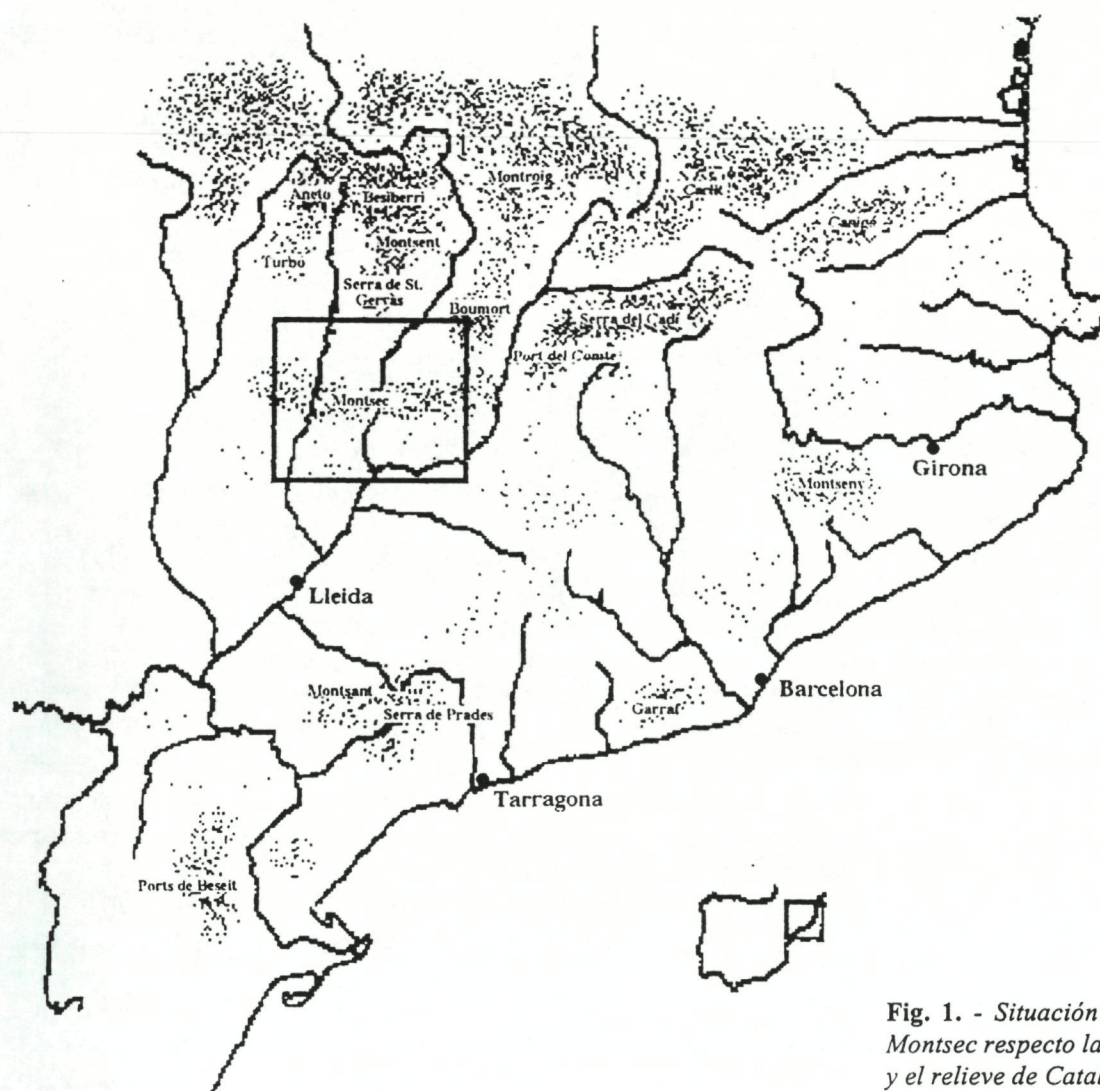 Montroig
Carlit
Aneto
Besiberri
Canigó
Montsent
Turbo
Serra de St.
Gervàs
Boumort
Serra del Cadí
Port del Comte
Montsec
Girona
Montseny
Lleida
Montsant
Serra de Prades
Garraf
Barcelona
Tarragona
Ports de Beseit
Fig. 1. - Situación
Montsec respecto la
y el relieve de Catal